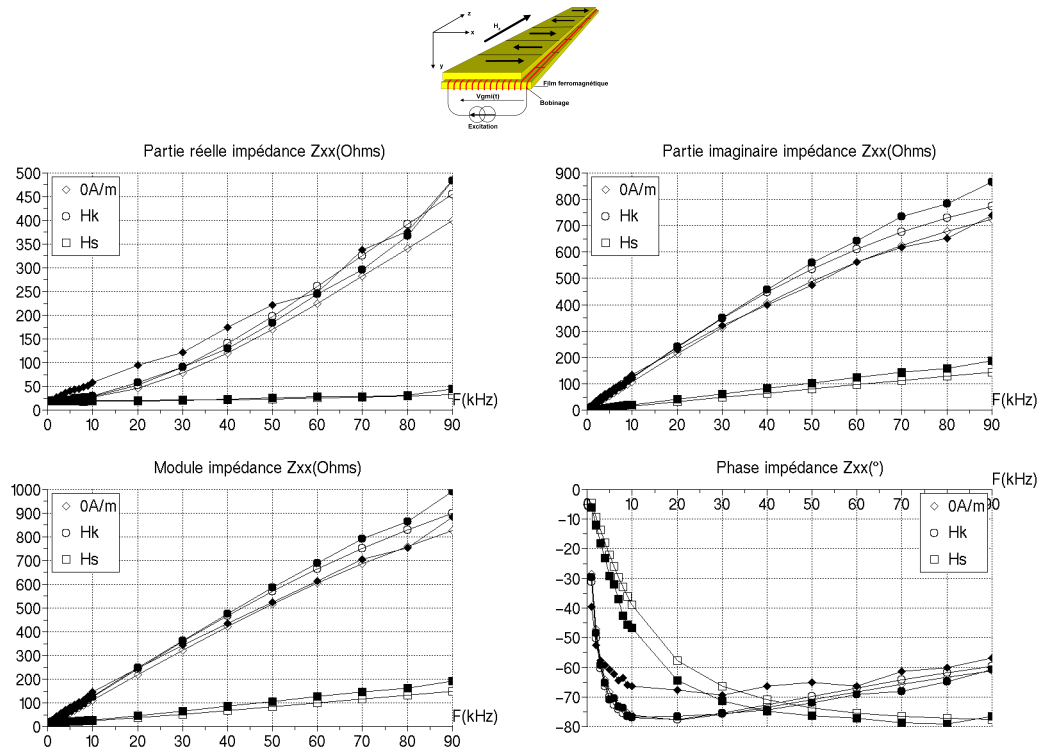 z
x
y
Ha
Film ferromagnétique
Vgmi(t)
Bobinage
Excitation
Partie réelle impédance Zxx(Ohms)
500
450
400
350
300
250
200
150
100
50
0
0A/m
Hk
Hs
0 10 20 30 40 50 60 70 80 90
F(kHz)
Partie imaginaire impédance Zxx(Ohms)
900
800
700
600
500
400
300
200
100
0
0A/m
Hk
Hs
0 10 20 30 40 50 60 70 80 90
F(kHz)
Module impédance Zxx(Ohms)
1000
900
800
700
600
500
400
300
200
100
0
0A/m
Hk
Hs
0 10 20 30 40 50 60 70 80 90
F(kHz)
Phase impédance Zxx(°)
F(kHz)
0 10 20 30 40 50 60 70 80 90
0
−10
−20
−30
−40
−50
−60
−70
−80
0A/m
Hk
Hs